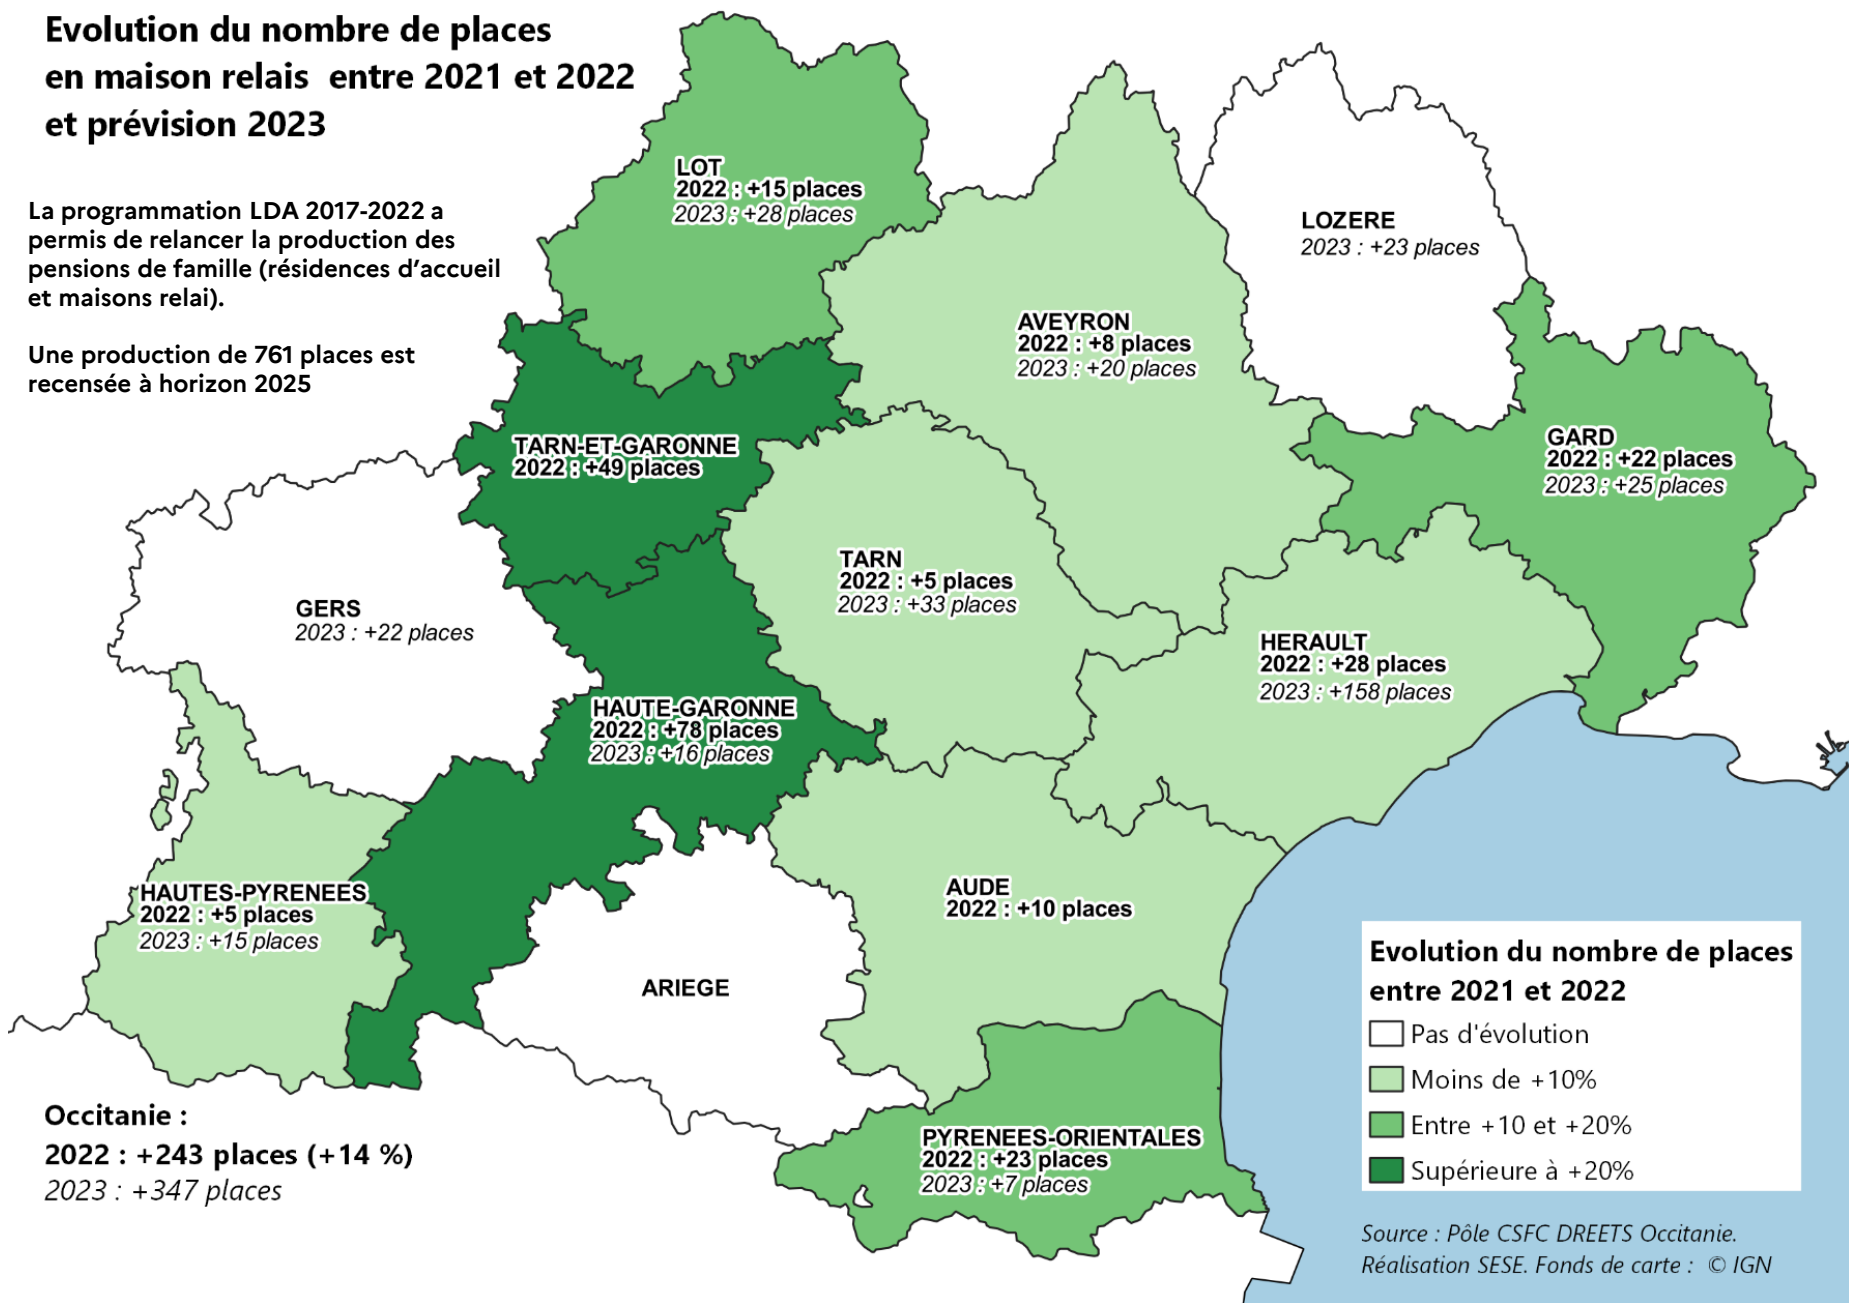 Evolution du nombre de places
en maison relais entre 2021 et 2022
et prévision 2023
La programmation LDA 2017-2022 a
permis de relancer la production des
pensions de famille (résidences d'accueil
et maisons relai).
Une production de 761 places est
recensée à horizon 2025
LOT
2022 : +15 places
2023 : +28 places
LOZERE
2023 : +23 places
AVEYRON
2022 : +8 places
2023 : +20 places
TARN-ET-GARONNE
2022 : +49 places
GARD
2022 : +22 places
2023 : +25 places
TARN
2022 : +5 places
2023 : +33 places
GERS
2023 : +22 places
HERAULT
2022 : +28 places
2023 : +158 places
HAUTE-GARONNE
2022 : +78 places
2023 : +16 places
HAUTES-PYRENEES
2022 : +5 places
2023 : +15 places
AUDE
2022 : +10 places
ARIEGE
PYRENEES-ORIENTALES
2022 : +23 places
2023 : +7 places
Occitanie :
2022 : +243 places (+14 %)
2023 : +347 places
Evolution du nombre de places
entre 2021 et 2022
Pas d'évolution
Moins de +10%
Entre +10 et +20%
Supérieure à +20%
Source : Pôle CSFC DREETS Occitanie.
Réalisation SESE. Fonds de carte : © IGN